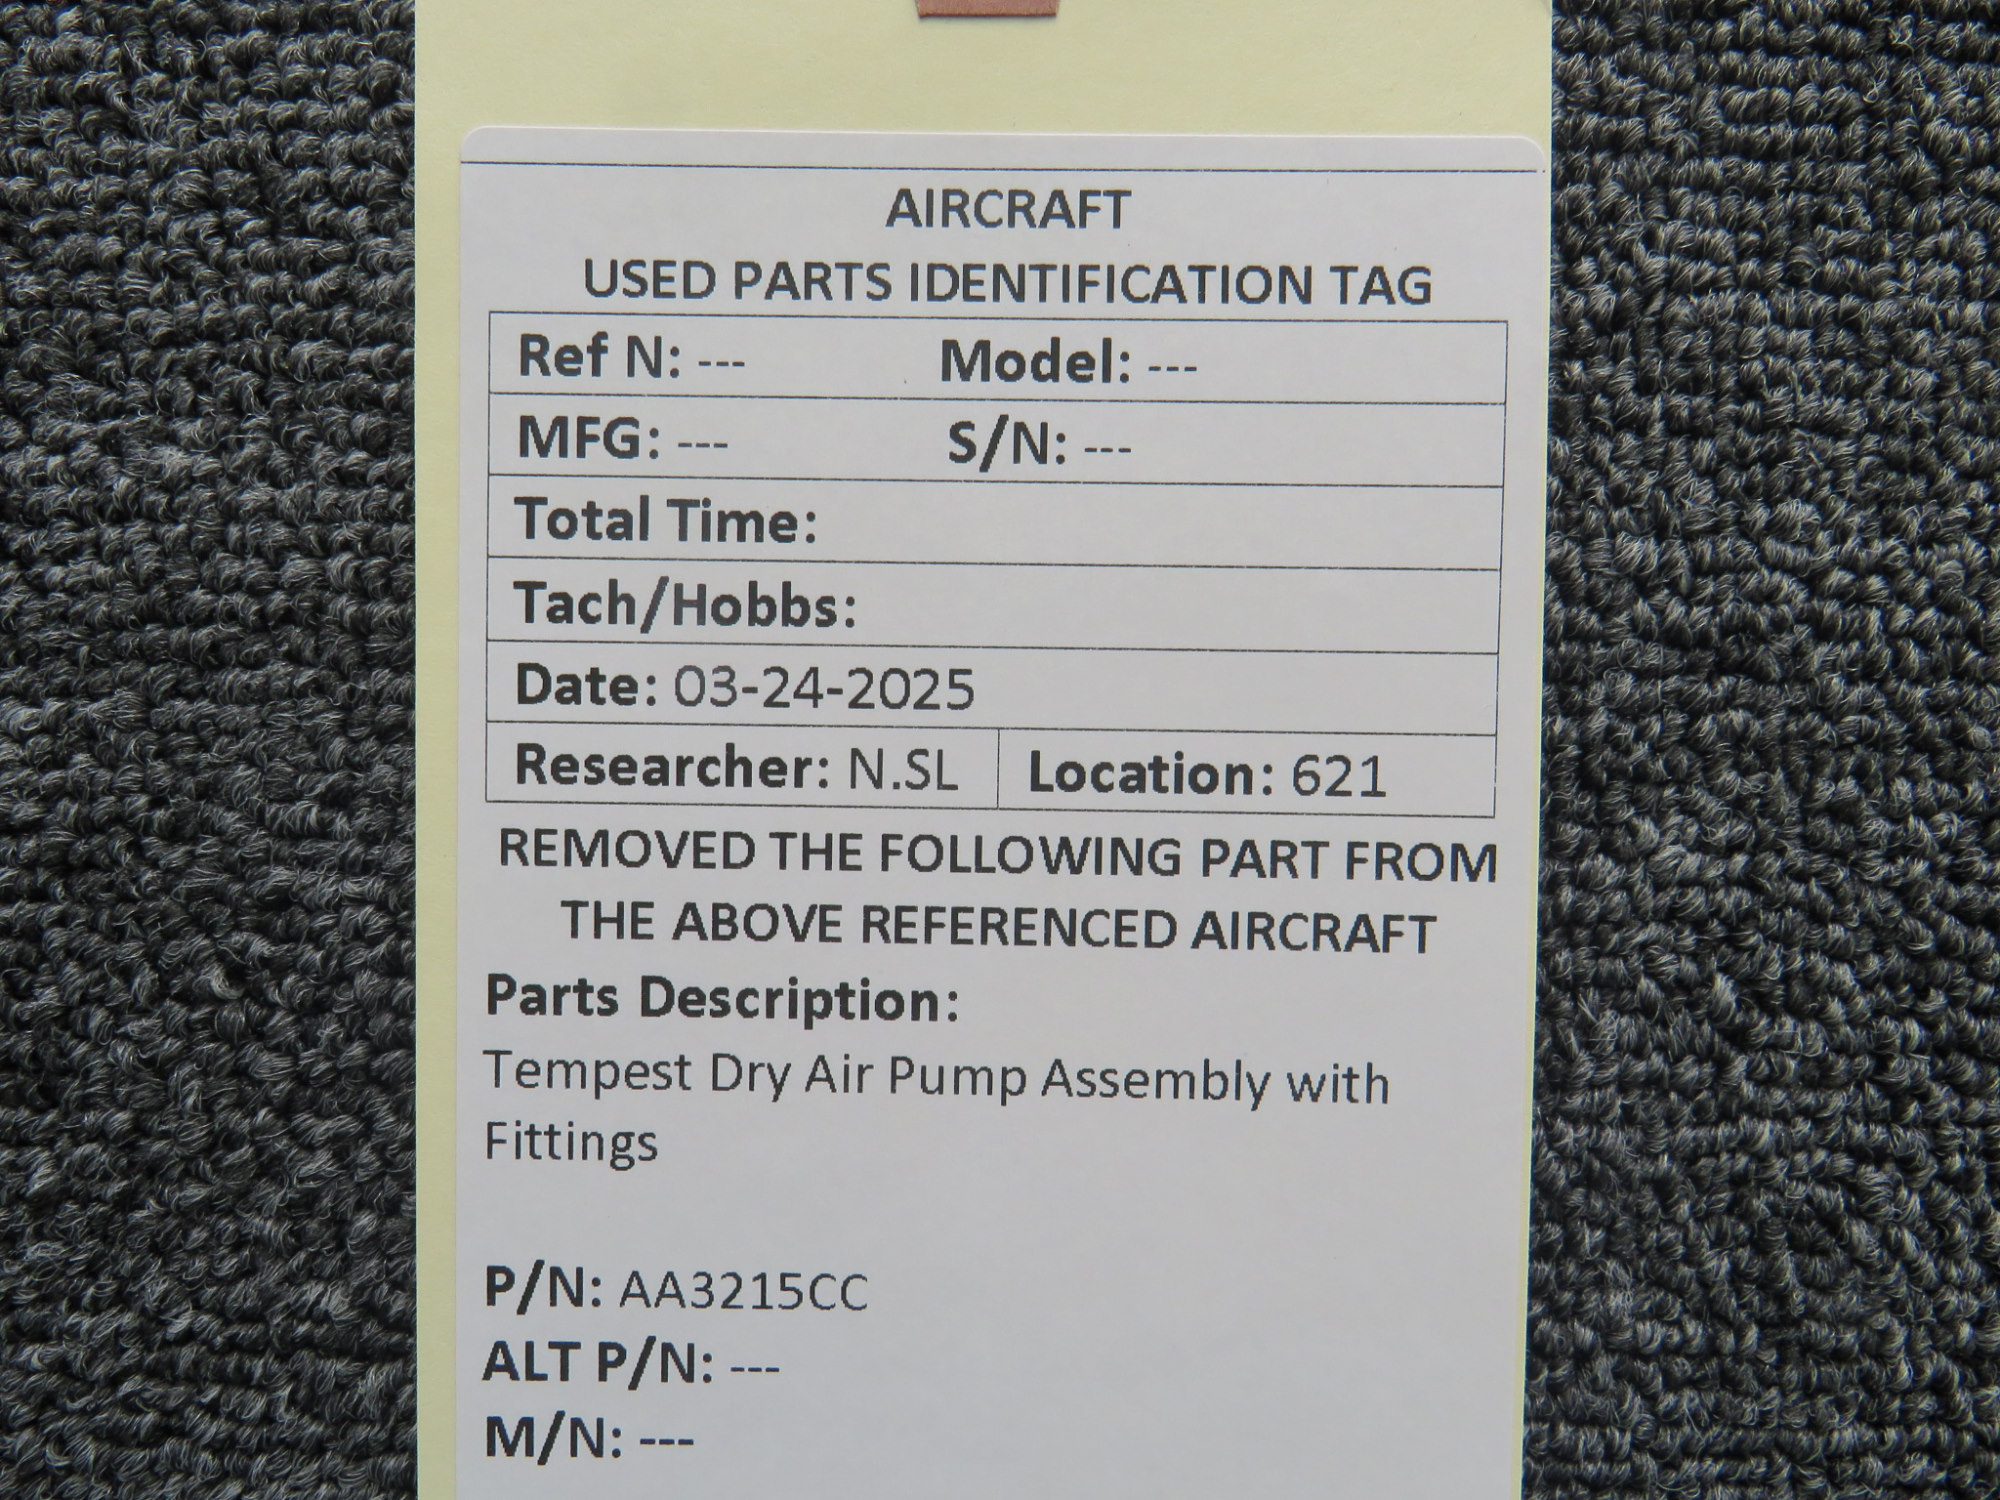 AIRCRAFT
USED PARTS IDENTIFICATION TAG
Ref N: --- Model: ---
MFG: --- S/N: ---
Total Time:
Tach/Hobbs:
Date: 03-24-2025
Researcher: N.SL Location: 621
REMOVED THE FOLLOWING PART FROM
THE ABOVE REFERENCED AIRCRAFT
Parts Description:
Tempest Dry Air Pump Assembly with
Fittings
P/N: AA3215CC
ALT P/N: ---
M/N: ---